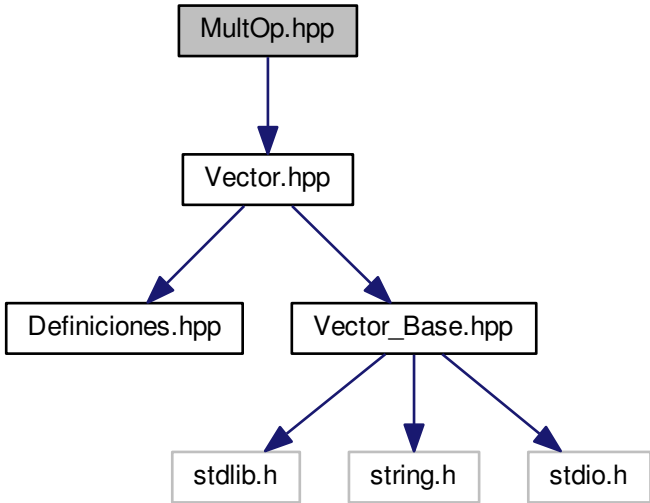 MultOp.hpp
Vector.hpp
Definiciones.hpp
Vector_Base.hpp
stdlib.h
string.h
stdio.h